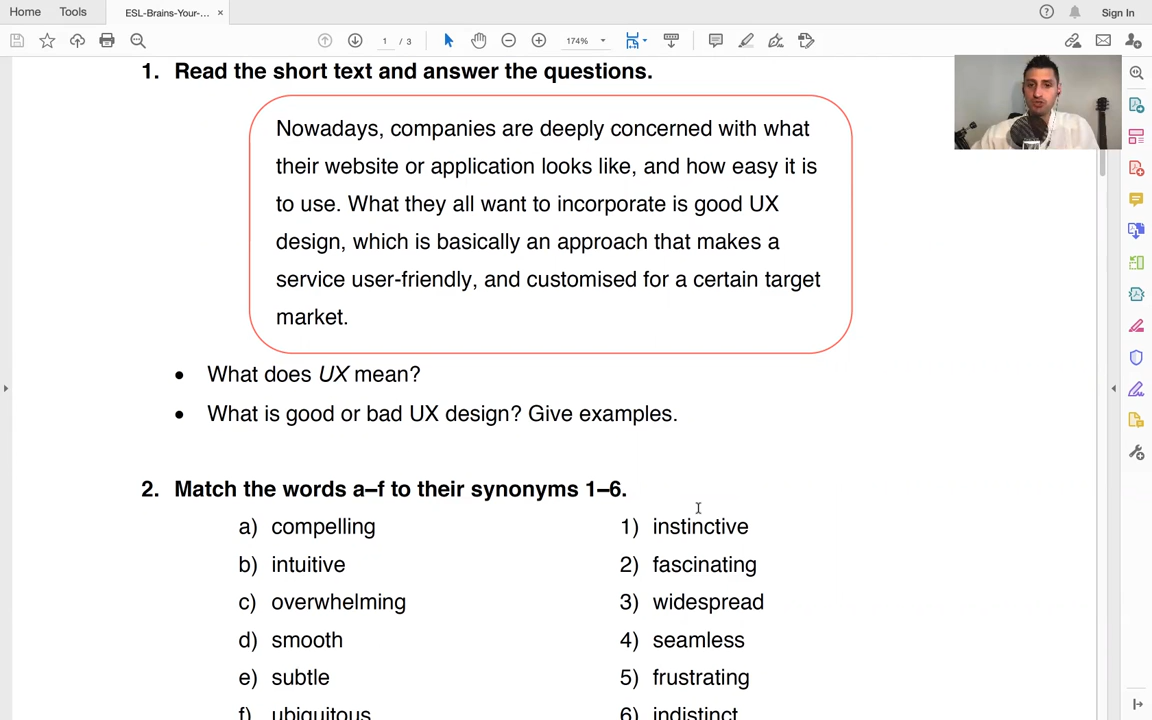 Home Tools ESL-Brains-Your-... × Sign In
1 / 3 174%
1. Read the short text and answer the questions.
Nowadays, companies are deeply concerned with what
their website or application looks like, and how easy it is
to use. What they all want to incorporate is good UX
design, which is basically an approach that makes a
service user-friendly, and customised for a certain target
market.
• What does UX mean?
• What is good or bad UX design? Give examples.
2. Match the words a–f to their synonyms 1–6.
a) compelling 1) instinctive
b) intuitive 2) fascinating
c) overwhelming 3) widespread
d) smooth 4) seamless
e) subtle 5) frustrating
f) ubiquitous 6) indistinct